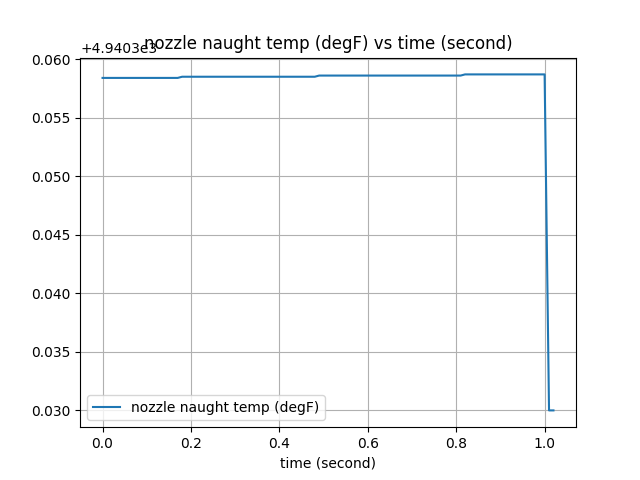 nozzle naught temp (degF) vs time (second)
+4.9403e3
0.060
0.055
0.050
0.045
0.040
0.035
0.030
nozzle naught temp (degF)
0.0 0.2 0.4 0.6 0.8 1.0
time (second)